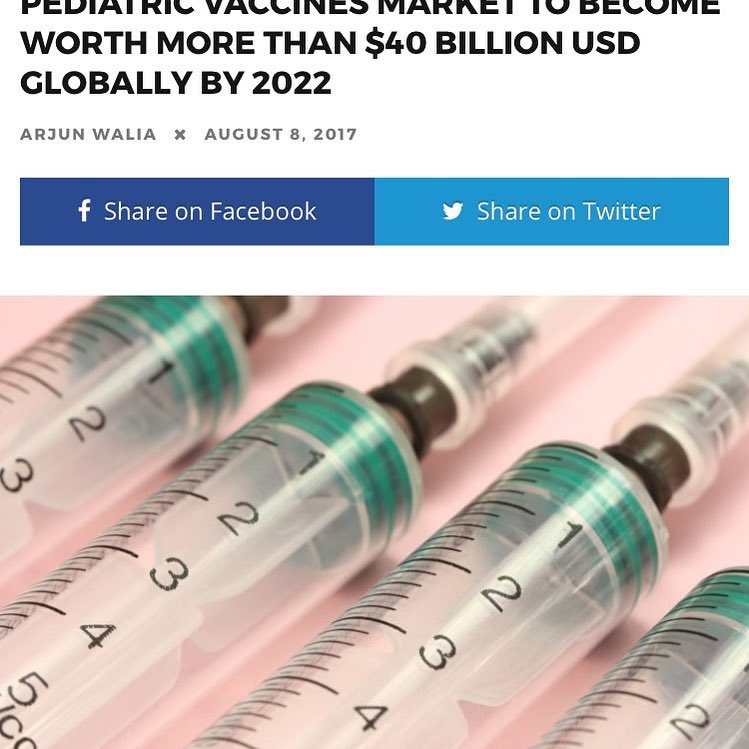 PEDIATRIC VACCINES MARKET TO BECOME
WORTH MORE THAN $40 BILLION USD
GLOBALLY BY 2022
ARJUN WALIA × AUGUST 8, 2017
f Share on Facebook
Share on Twitter
1
2
3
1
2
3
4
5
1
2
3
4
2